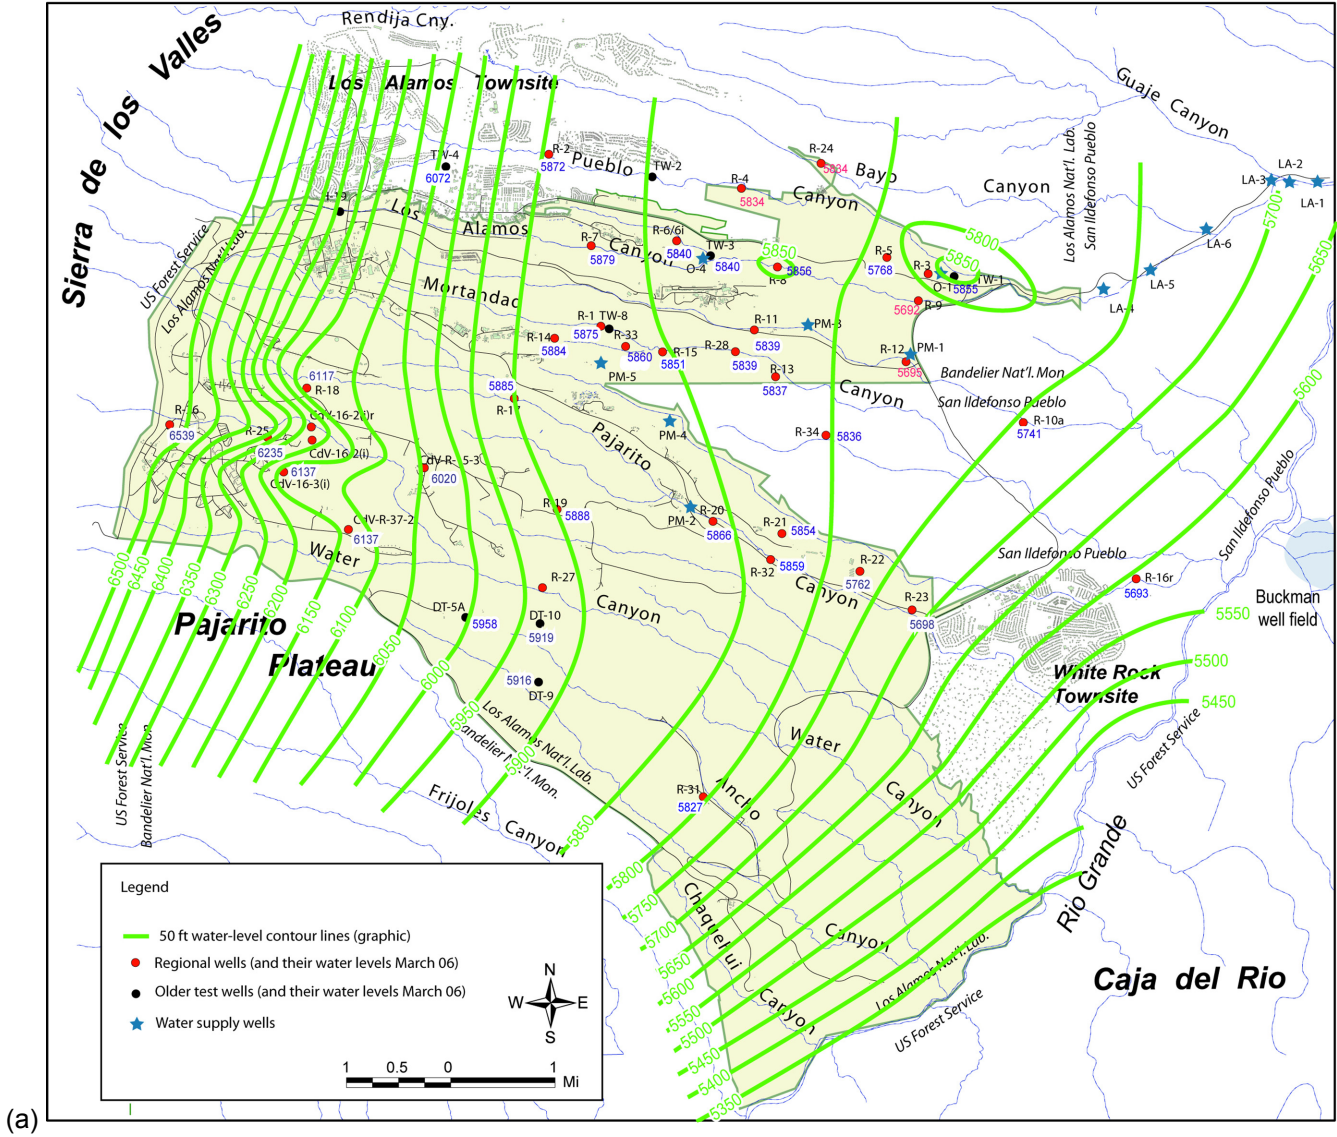 Rendija Cny.
Sierra de los Valles
Los Alamos Townsite
Guaje Canyon
TW-4
6072
R-2
5872
Pueblo
TW-2
R-24
5834
Bayo
Canyon
R-4
5834
Canyon
Los Alamos Nat'l. Lab.
San Ildefonso Pueblo
LA-2
LA-3
LA-1
5700
LA-6
LA-5
LA-4
5650
US Forest Service
Los Alamos Nat'l. Lab.
Los Alamos
Canyon
R-7
5879
R-6/6i
5840
TW-3
5840
O-4
5850
5856
R-8
R-5
5768
5800
5850
R-3
O-1
5855
TW-1
5692
R-9
Mortandad
R-1
TW-8
5875
R-14
5884
R-33
5860
R-15
5851
R-11
5839
PM-3
R-28
5839
R-12
PM-1
5695
R-13
5837
PM-5
Canyon
Bandelier Nat'l. Mon
San Ildefonso Pueblo
5600
6117
R-18
5885
R-17
R-26
6539
R-25
6235
CdV-16-2(i)r
CdV-16-2(i)
6137
CdV-16-3(i)
CdV-R-15-3
6020
Pajarito
PM-4
R-34
5836
R-10a
5741
R-19
5888
PM-2
R-20
5866
R-21
5854
San Ildefonso Pueblo
CdV-R-37-2
6137
Water
R-32
5859
Canyon
R-22
5762
San Ildefonso Pueblo
R-16r
5693
Buckman
well field
R-27
Canyon
R-23
5698
5550
5500
5450
White Rock
Townsite
6500
6450
6400
6350
6300
6250
6200
6150
6100
6050
6000
5950
5900
5850
5800
5750
5700
5650
5600
5550
5500
5450
5400
5350
Pajarito
Plateau
DT-5A
5958
DT-10
5919
5916
DT-9
Los Alamos Nat'l. Lab.
Bandelier Nat'l. Mon.
US Forest Service
Bandelier Nat'l. Mon
Frijoles Canyon
R-31
5827
Ancho
Water
Canyon
US Forest Service
Rio Grande
Chaquehui
Canyon
Canyon
Los Alamos Nat'l. Lab.
US Forest Service
Caja del Rio
Legend
50 ft water-level contour lines (graphic)
Regional wells (and their water levels March 06)
Older test wells (and their water levels March 06)
Water supply wells
N
W E
S
1 0.5 0 1
Mi
(a)